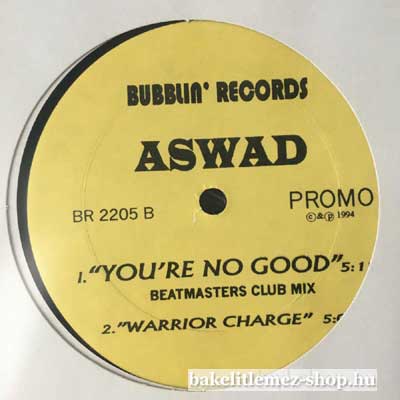 BUBBLIN' RECORDS
ASWAD
BR 2205 B
PROMO
©&℗ 1994
1. "YOU'RE NO GOOD"
BEATMASTERS CLUB MIX
2. "WARRIOR CHARGE"
bakelitlemez-shop.hu